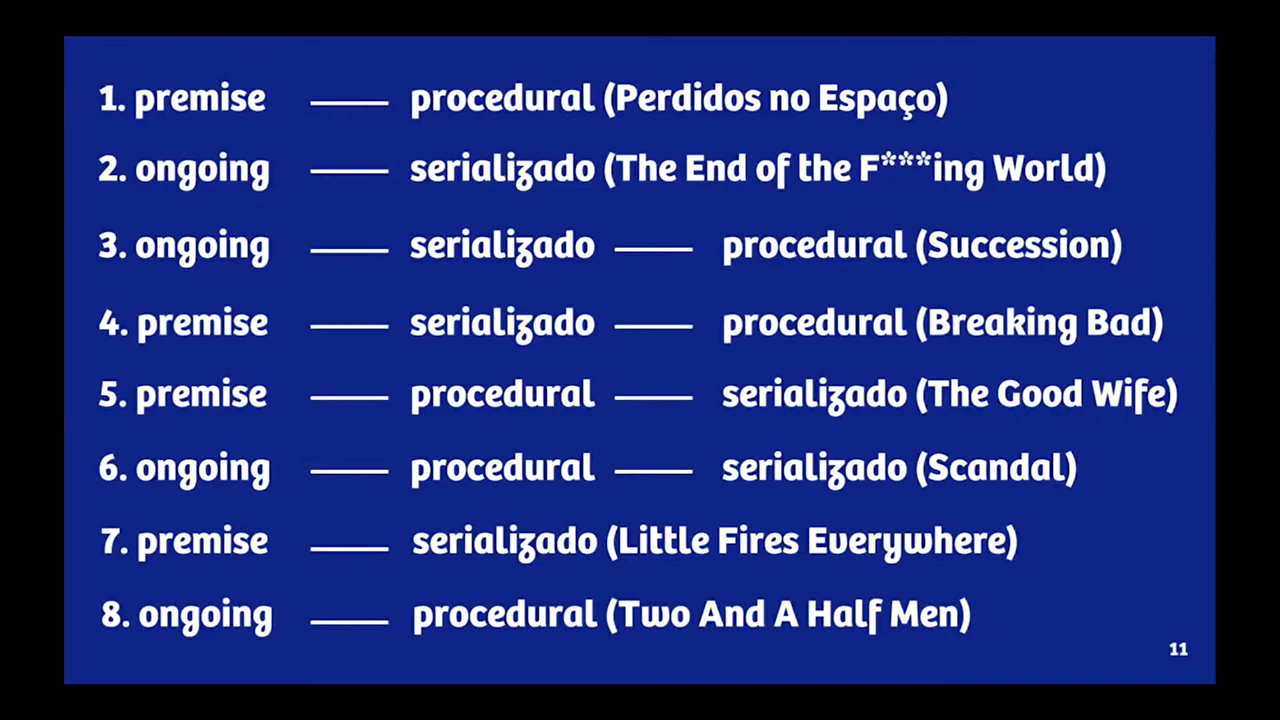 1. premise —— procedural (Perdidos no Espaço)
2. ongoing —— serializado (The End of the F***ing World)
3. ongoing —— serializado —— procedural (Succession)
4. premise —— serializado —— procedural (Breaking Bad)
5. premise —— procedural —— serializado (The Good Wife)
6. ongoing —— procedural —— serializado (Scandal)
7. premise —— serializado (Little Fires Everywhere)
8. ongoing —— procedural (Two And A Half Men)
11